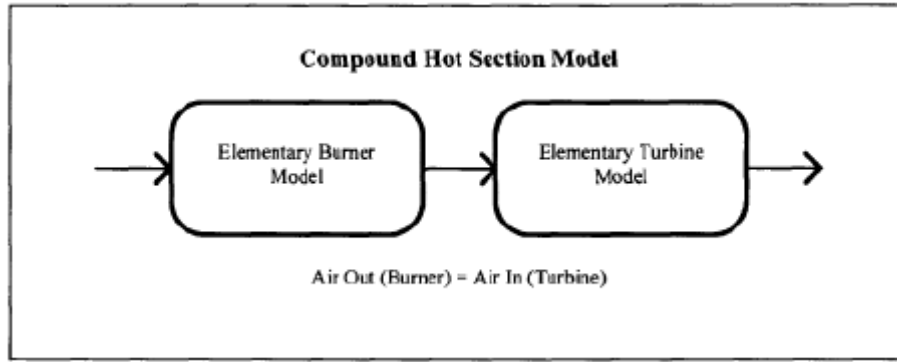 Compound Hot Section Model
Elementary Burner
Model
Elementary Turbine
Model
Air Out (Burner) = Air In (Turbine)